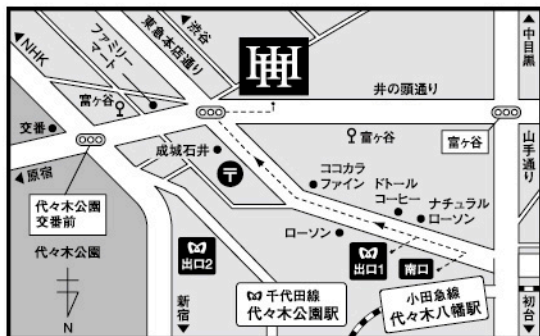 ▲NHK
ファミリー
マート
東急本店通り
▲渋谷
HH
井の頭通り
▲中目黒
富ヶ谷
交番
▲原宿
成城石井
〒
富ヶ谷
富ヶ谷
山手通り
代々木公園
交番前
ココカラ
ファイン
ドトール
コーヒー
ナチュラル
ローソン
ローソン
代々木公園
N
出口2
新宿▼
出口1
南口
千代田線
代々木公園駅
小田急線
代々木八幡駅
初台▼